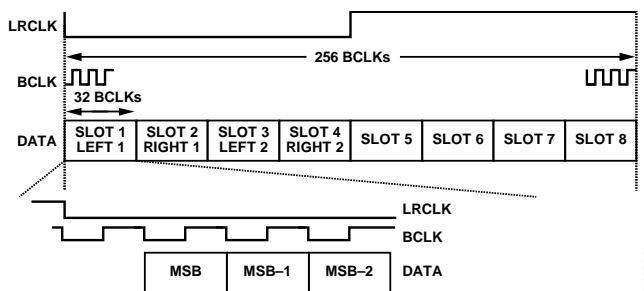 LRCLK
256 BCLKs
BCLK
32 BCLKs
DATA
SLOT 1 LEFT 1
SLOT 2 RIGHT 1
SLOT 3 LEFT 2
SLOT 4 RIGHT 2
SLOT 5
SLOT 6
SLOT 7
SLOT 8
LRCLK
BCLK
MSB
MSB–1
MSB–2
DATA